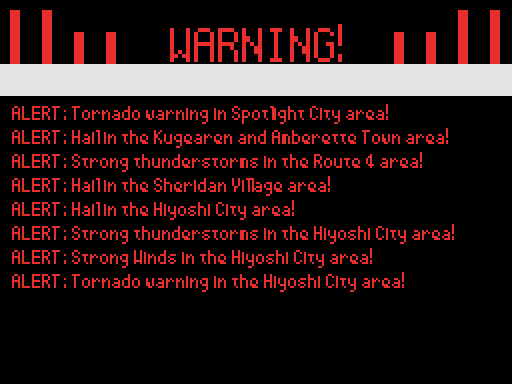 WARNING!
ALERT: Tornado warning in Spotlight City area!
ALERT: Hail in the Kugearen and Amberette Town area!
ALERT: Strong thunderstorms in the Route 4 area!
ALERT: Hail in the Sheridan Village area!
ALERT: Hail in the Hiyoshi City area!
ALERT: Strong thunderstorms in the Hiyoshi City area!
ALERT: Strong Winds in the Hiyoshi City area!
ALERT: Tornado warning in the Hiyoshi City area!